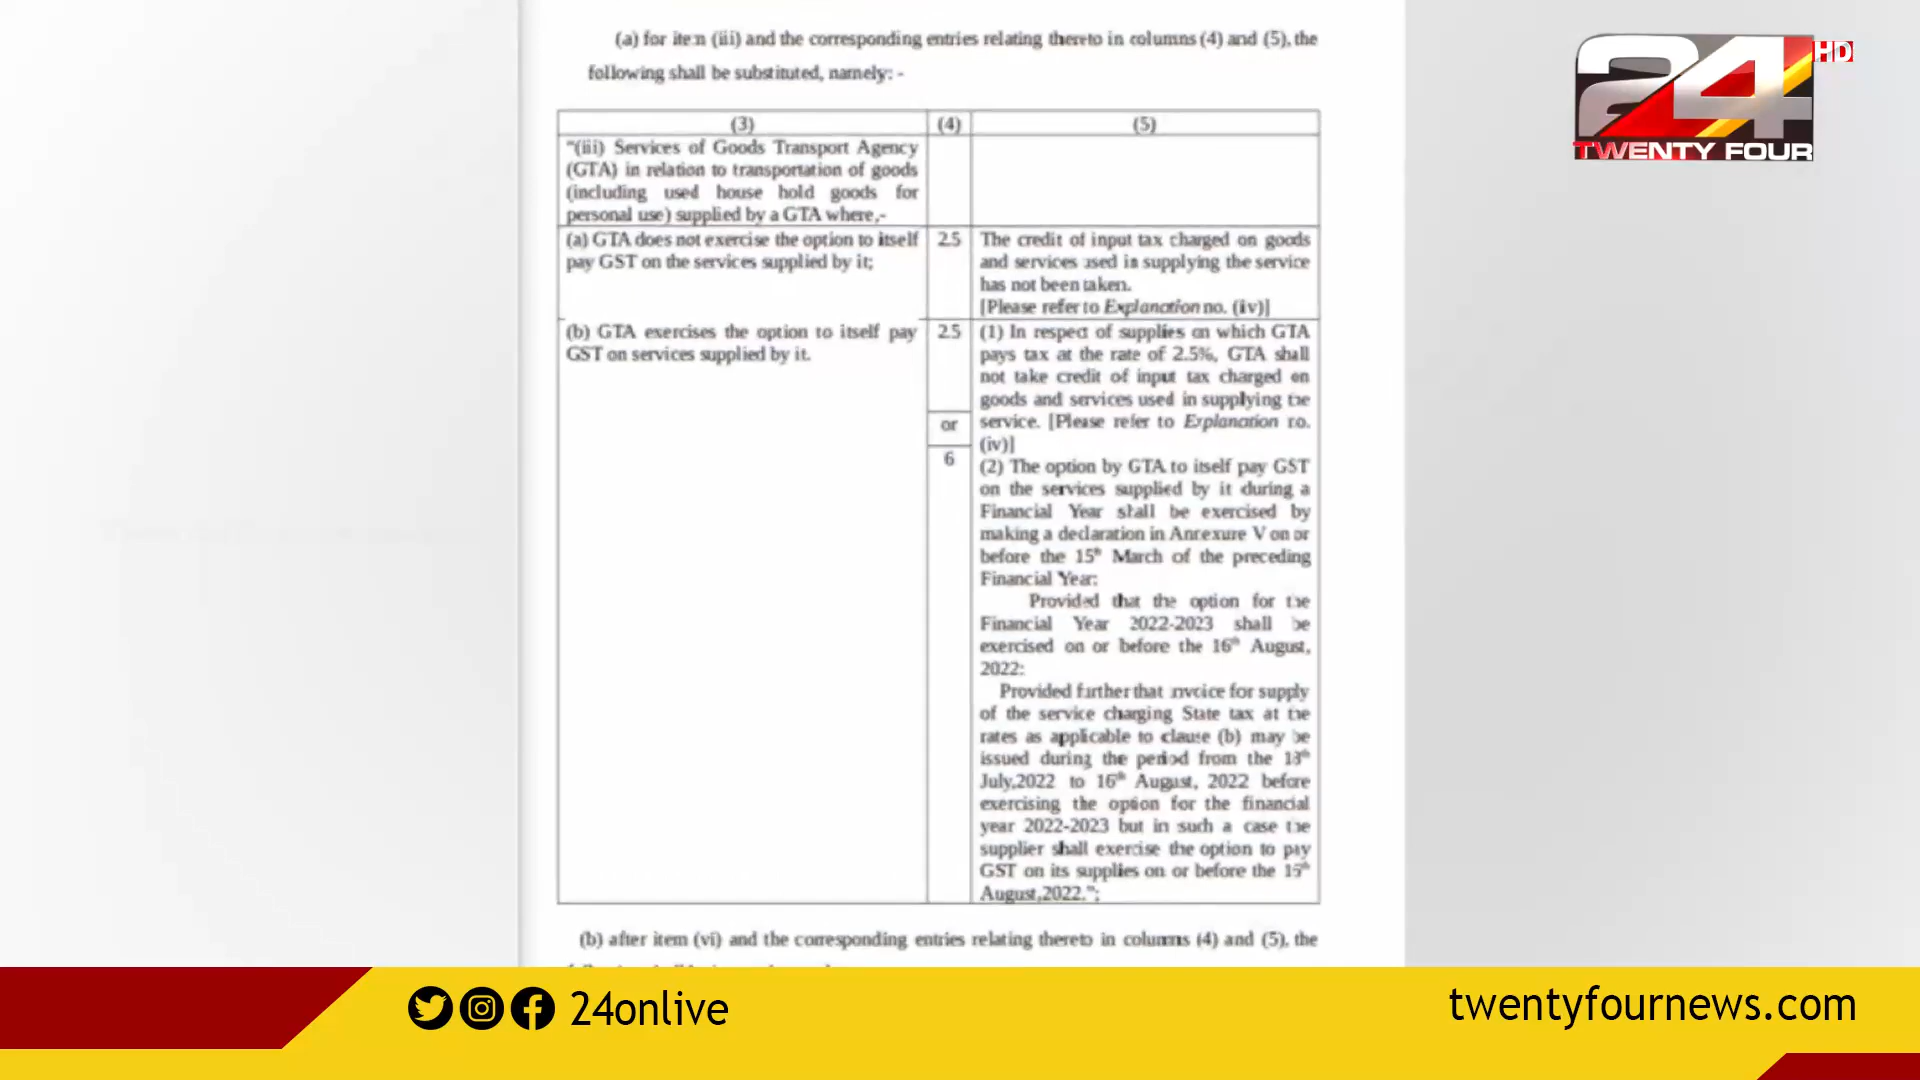 (a) for item (iii) and the corresponding entries relating thereto in columns (4) and (5), the
following shall be substituted, namely: -
(3)
(4)
(5)
"(iii) Services of Goods Transport Agency
(GTA) in relation to transportation of goods
(including used house hold goods for
personal use) supplied by a GTA where,-
(a) GTA does not exercise the option to itself
pay GST on the services supplied by it;
2.5
The credit of input tax charged on goods
and services used in supplying the service
has not been taken.
[Please refer to Explanation no. (iv)]
(b) GTA exercises the option to itself pay
GST on services supplied by it.
2.5
or
6
(1) In respect of supplies on which GTA
pays tax at the rate of 2.5%, GTA shall
not take credit of input tax charged on
goods and services used in supplying the
service. [Please refer to Explanation no.
(iv)]
(2) The option by GTA to itself pay GST
on the services supplied by it during a
Financial Year shall be exercised by
making a declaration in Annexure V on or
before the 15th March of the preceding
Financial Year:
Provided that the option for the
Financial Year 2022-2023 shall be
exercised on or before the 16th August,
2022:
Provided further that invoice for supply
of the service charging State tax at the
rates as applicable to clause (b) may be
issued during the period from the 18th
July,2022 to 16th August, 2022 before
exercising the option for the financial
year 2022-2023 but in such a case the
supplier shall exercise the option to pay
GST on its supplies on or before the
August,2022.";
(b) after item (vi) and the corresponding entries relating thereto in columns (4) and (5), the
24 HD
TWENTY FOUR
24onlive
twentyfournews.com